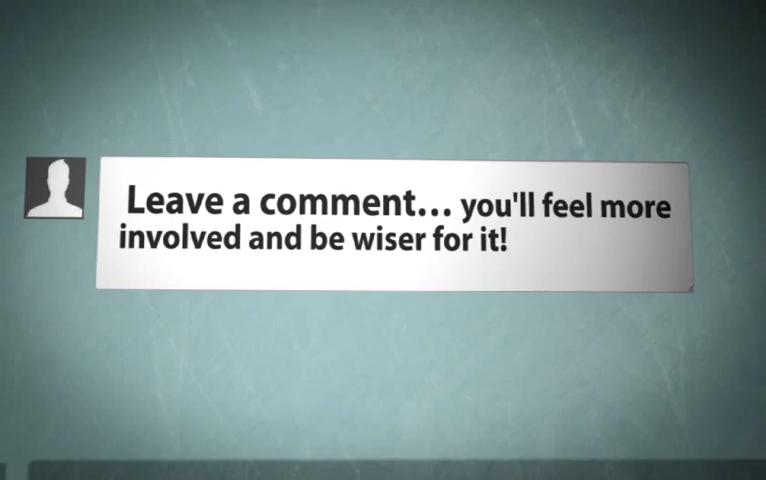 Leave a comment... you'll feel more
involved and be wiser for it!